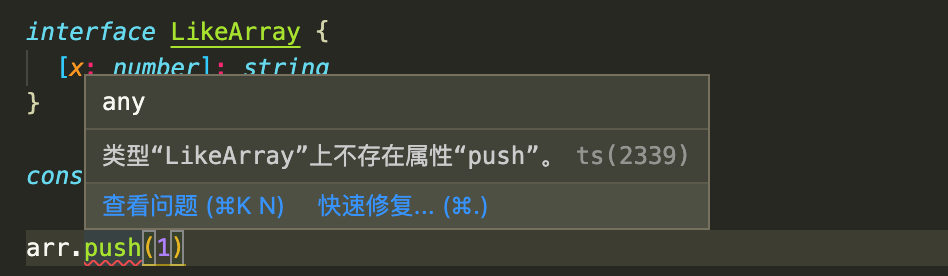 interface LikeArray {
[x: number]: string
}
any
类型“LikeArray”上不存在属性“push”。 ts(2339)
cons
查看问题 (⌘K N) 快速修复... (⌘.)
arr.push(1)